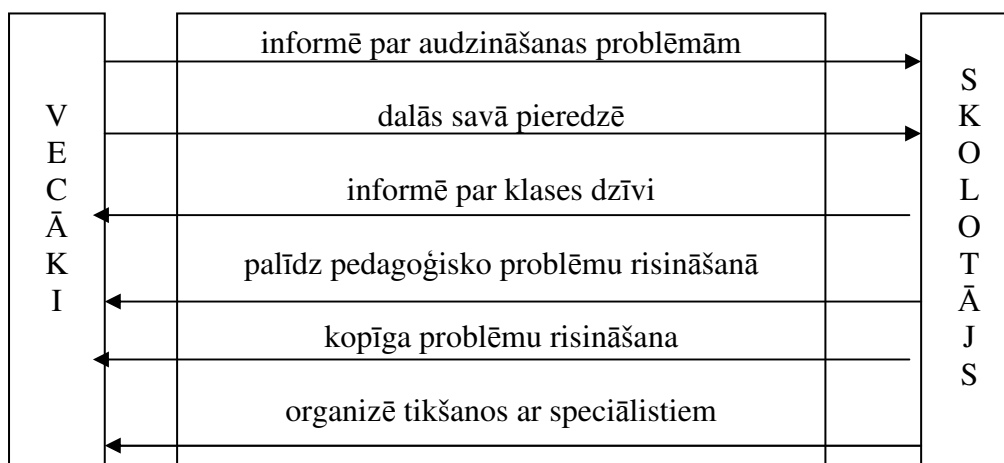 VECĀKI
informē par audzināšanas problēmām
dalās savā pieredzē
informē par klases dzīvi
palīdz pedagoģisko problēmu risināšanā
kopīga problēmu risināšana
organizē tikšanos ar speciālistiem
SKOLOTĀJS